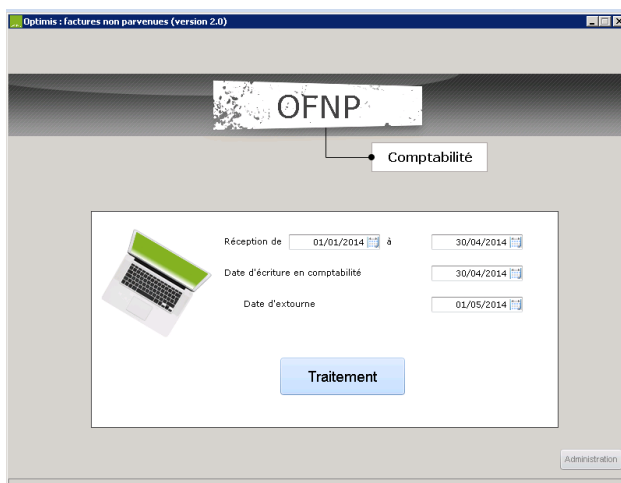 Optimis : factures non parvenues (version 2.0)
OFNP
Comptabilité
Réception de 01/01/2014 à 30/04/2014
Date d'écriture en comptabilité 30/04/2014
Date d'extourne 01/05/2014
Traitement
Administration